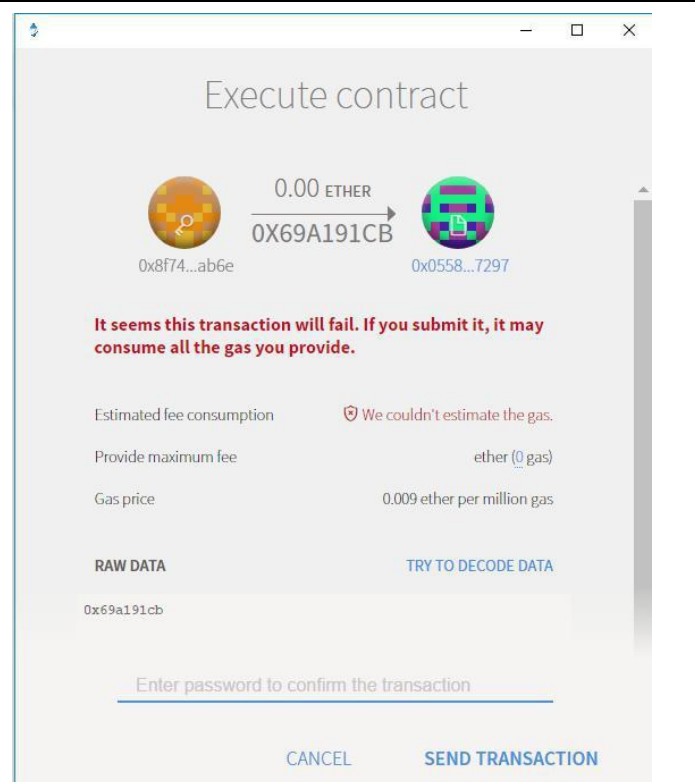 Execute contract
0.00 ETHER
0X69A191CB
0x8f74...ab6e
0x0558...7297
It seems this transaction will fail. If you submit it, it may
consume all the gas you provide.
Estimated fee consumption We couldn't estimate the gas.
Provide maximum fee ether (0 gas)
Gas price 0.009 ether per million gas
RAW DATA TRY TO DECODE DATA
0x69a191cb
Enter password to confirm the transaction
CANCEL SEND TRANSACTION